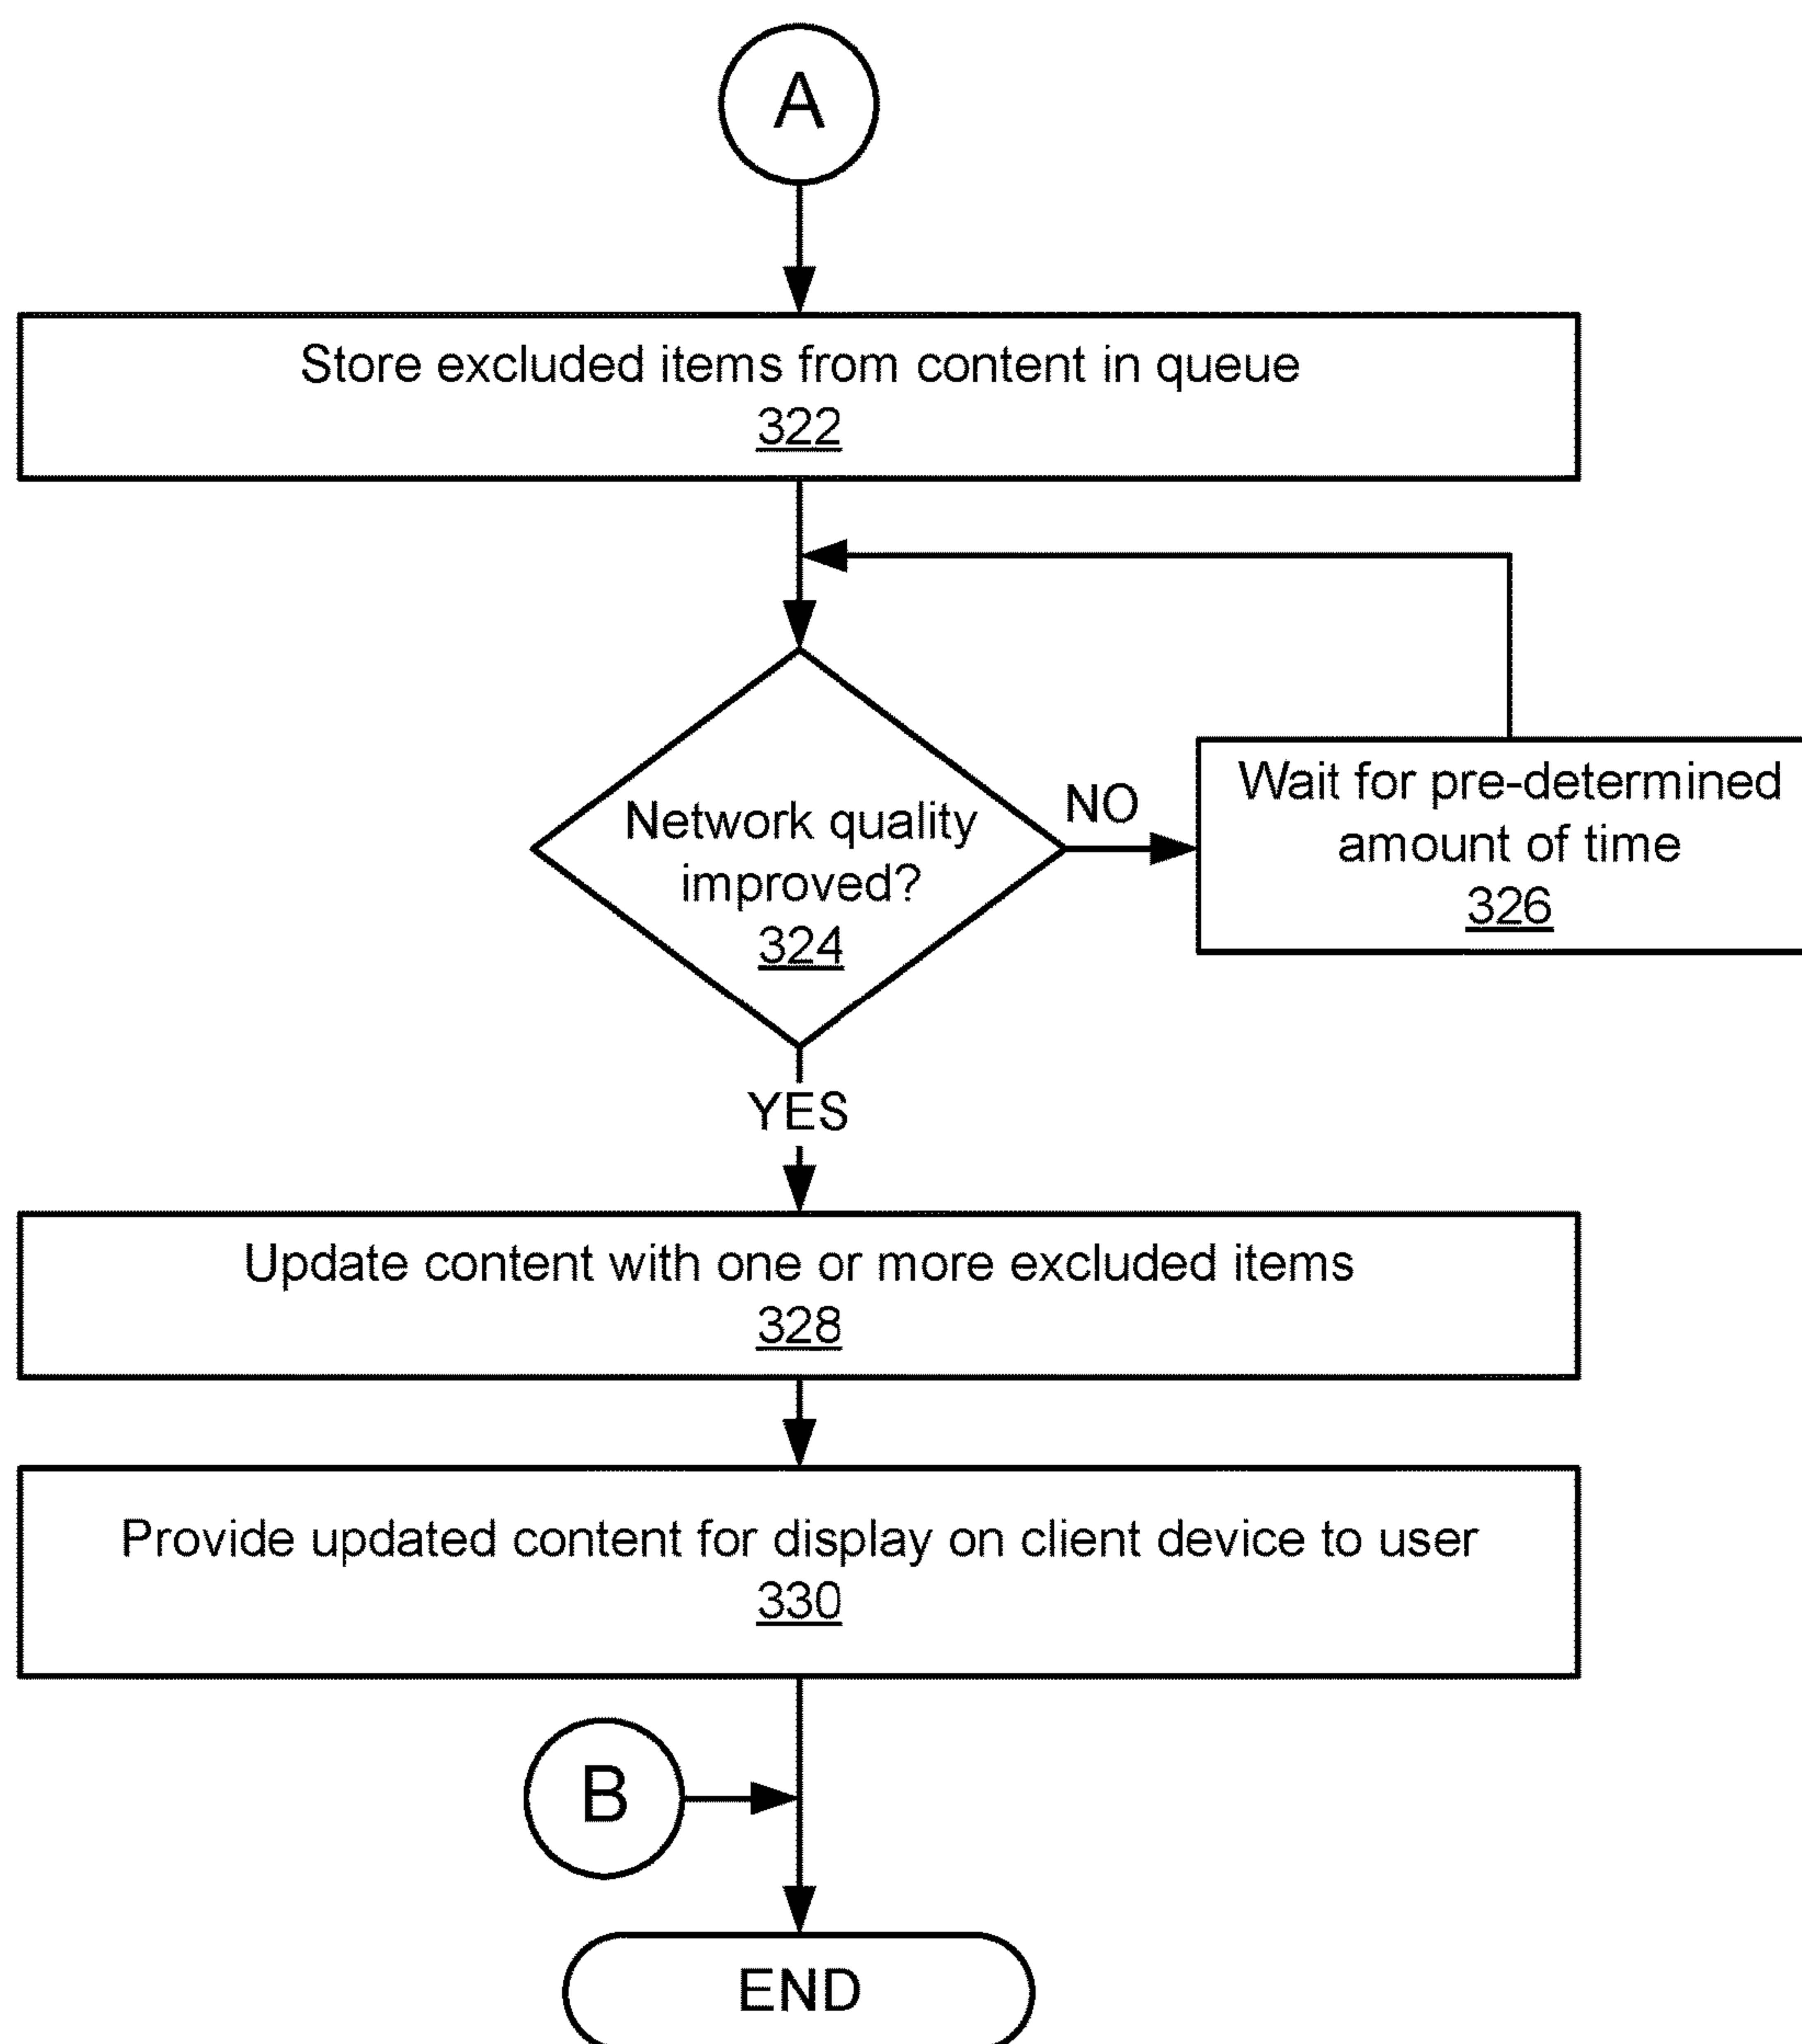 A
Store excluded items from content in queue
322
Network quality
improved?
324
NO
Wait for pre-determined
amount of time
326
YES
Update content with one or more excluded items
328
Provide updated content for display on client device to user
330
B
END